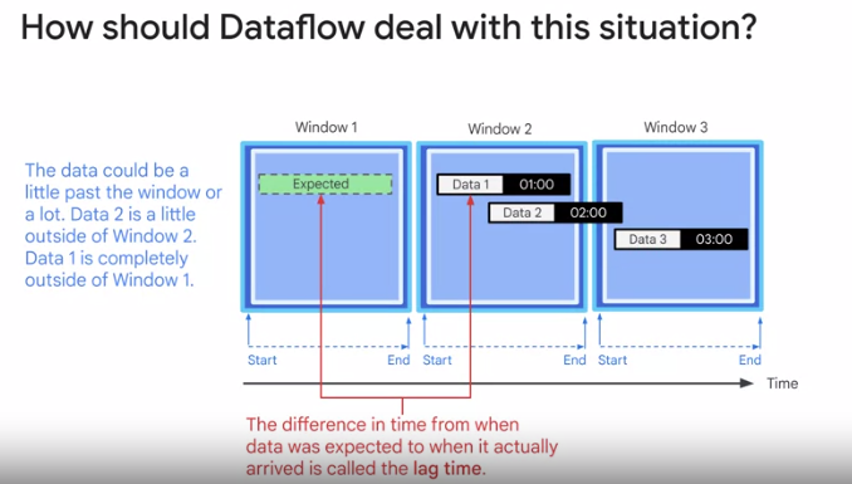 How should Dataflow deal with this situation?
Window 1
Window 2
Window 3
The data could be a
little past the window or
a lot. Data 2 is a little
outside of Window 2.
Data 1 is completely
outside of Window 1.
Expected
Data 1 01:00
Data 2 02:00
Data 3 03:00
Start End Start End Start End
Time
The difference in time from when
data was expected to when it actually
arrived is called the lag time.